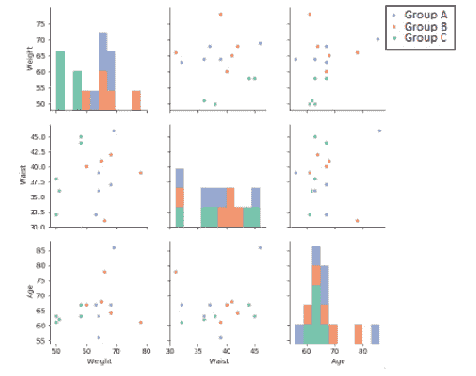 Group A
Group B
Group C
Weight
75
70
65
60
55
50
Waist
45.0
42.5
40.0
37.5
35.0
32.5
30.0
Age
85
80
75
70
65
60
55
50 60 70 80
30 35 40 45
60 70 80
Weight
Waist
Age